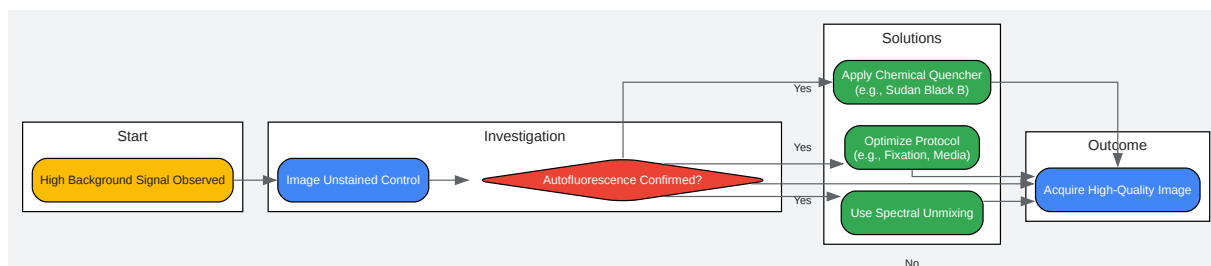 Start
High Background Signal Observed
Investigation
Image Unstained Control
Autofluorescence Confirmed?
Yes
Yes
Yes
No
Solutions
Apply Chemical Quencher
(e.g., Sudan Black B)
Optimize Protocol
(e.g., Fixation, Media)
Use Spectral Unmixing
Outcome
Acquire High-Quality Image